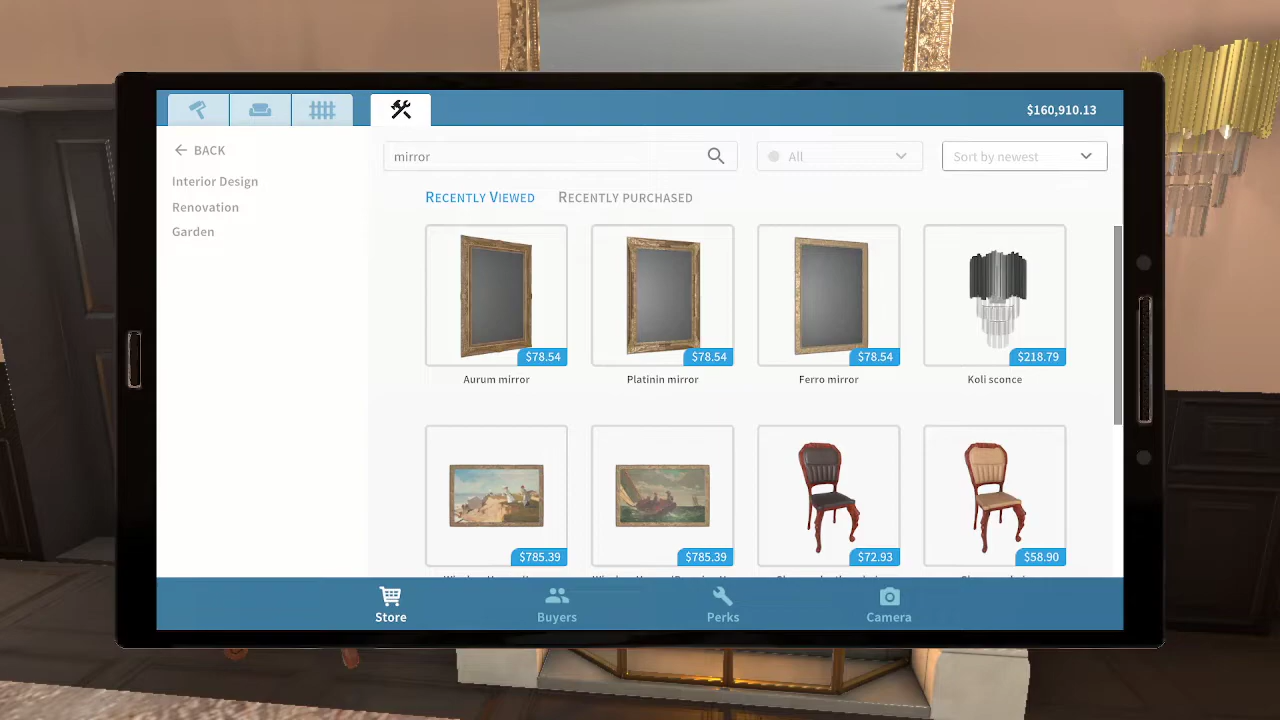 $160,910.13
BACK
mirror
All
Sort by newest
Interior Design
Renovation
Garden
RECENTLY VIEWED
RECENTLY PURCHASED
$78.54
$78.54
$78.54
$218.79
Aurum mirror
Platinin mirror
Ferro mirror
Koli sconce
$785.39
$785.39
$72.93
$58.90
Store
Buyers
Perks
Camera